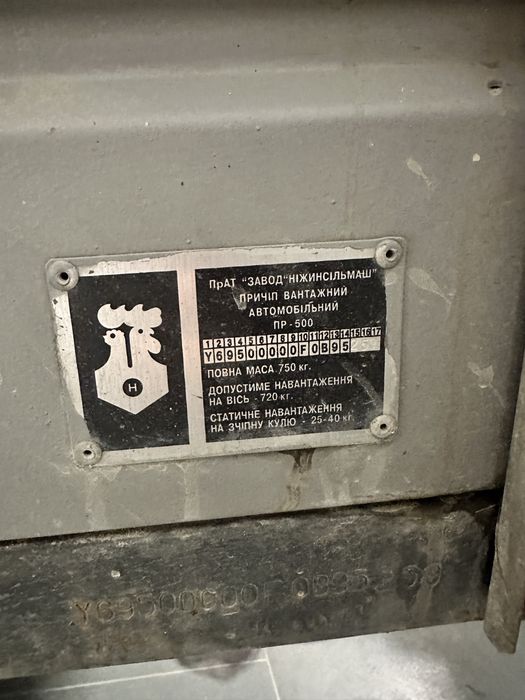 ПрАТ "ЗАВОД"НІЖИНСІЛЬМАШ"
ПРИЧІП ВАНТАЖНИЙ
АВТОМОБІЛЬНИЙ
ПР-500
1 2 3 4 5 6 7 8 9 10 11 12 13 14 15 16 17
ПОВНА МАСА 750 кг.
ДОПУСТИМЕ НАВАНТАЖЕННЯ
НА ВІСЬ - 720 кг.
СТАТИЧНЕ НАВАНТАЖЕННЯ
НА ЗЧІПНУ КУЛЮ - 25-40 кг.
Н